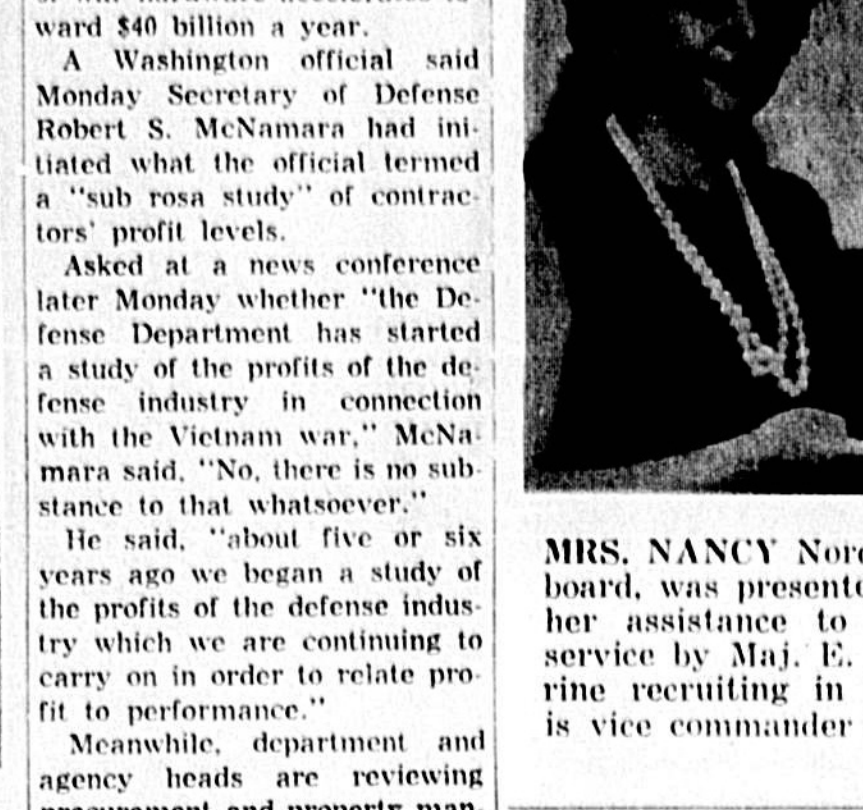 ward $40 billion a year.
A Washington official said
Monday Secretary of Defense
Robert S. McNamara had ini-
tiated what the official termed
a "sub rosa study" of contrac-
tors' profit levels.
Asked at a news conference
later Monday whether "the De-
fense Department has started
a study of the profits of the de-
fense industry in connection
with the Vietnam war," McNa-
mara said, "No, there is no sub-
stance to that whatsoever."
He said, "about five or six
years ago we began a study of
the profits of the defense indus-
try which we are continuing to
carry on in order to relate pro-
fit to performance."
Meanwhile, department and
agency heads are reviewing
procurement and property man-
MRS. NANCY
board, was
her assistance to
service by Maj. E.
rine recruiting in
is vice commander